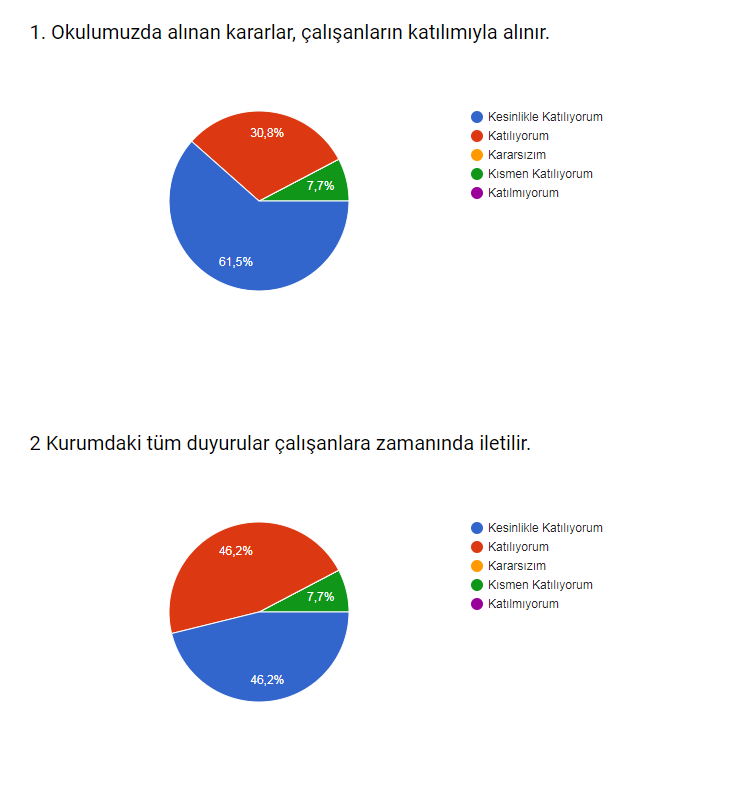 1. Okulumuzda alınan kararlar, çalışanların katılımıyla alınır.
30,8%
7,7%
61,5%
Kesinlikle Katılıyorum
Katılıyorum
Kararsızım
Kısmen Katılıyorum
Katılmıyorum
2 Kurumdaki tüm duyurular çalışanlara zamanında iletilir.
46,2%
7,7%
46,2%
Kesinlikle Katılıyorum
Katılıyorum
Kararsızım
Kısmen Katılıyorum
Katılmıyorum